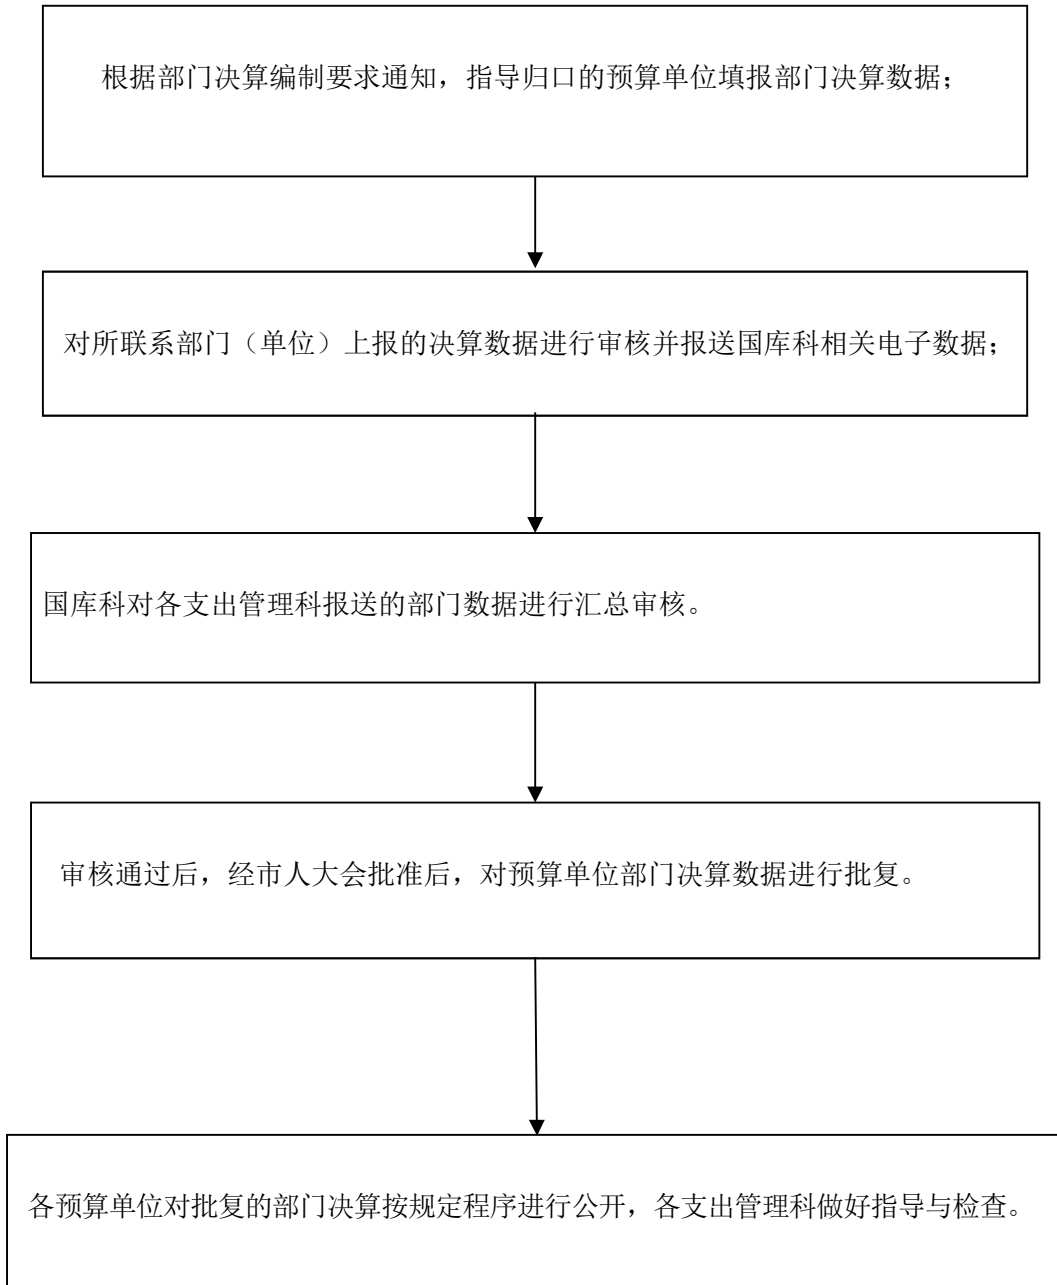 根据部门决算编制要求通知，指导归口的预算单位填报部门决算数据；
对所联系部门（单位）上报的决算数据进行审核并报送国库科相关电子数据；
国库科对各支出管理科报送的部门数据进行汇总审核。
审核通过后，经市人大会批准后，对预算单位部门决算数据进行批复。
各预算单位对批复的部门决算按规定程序进行公开，各支出管理科做好指导与检查。